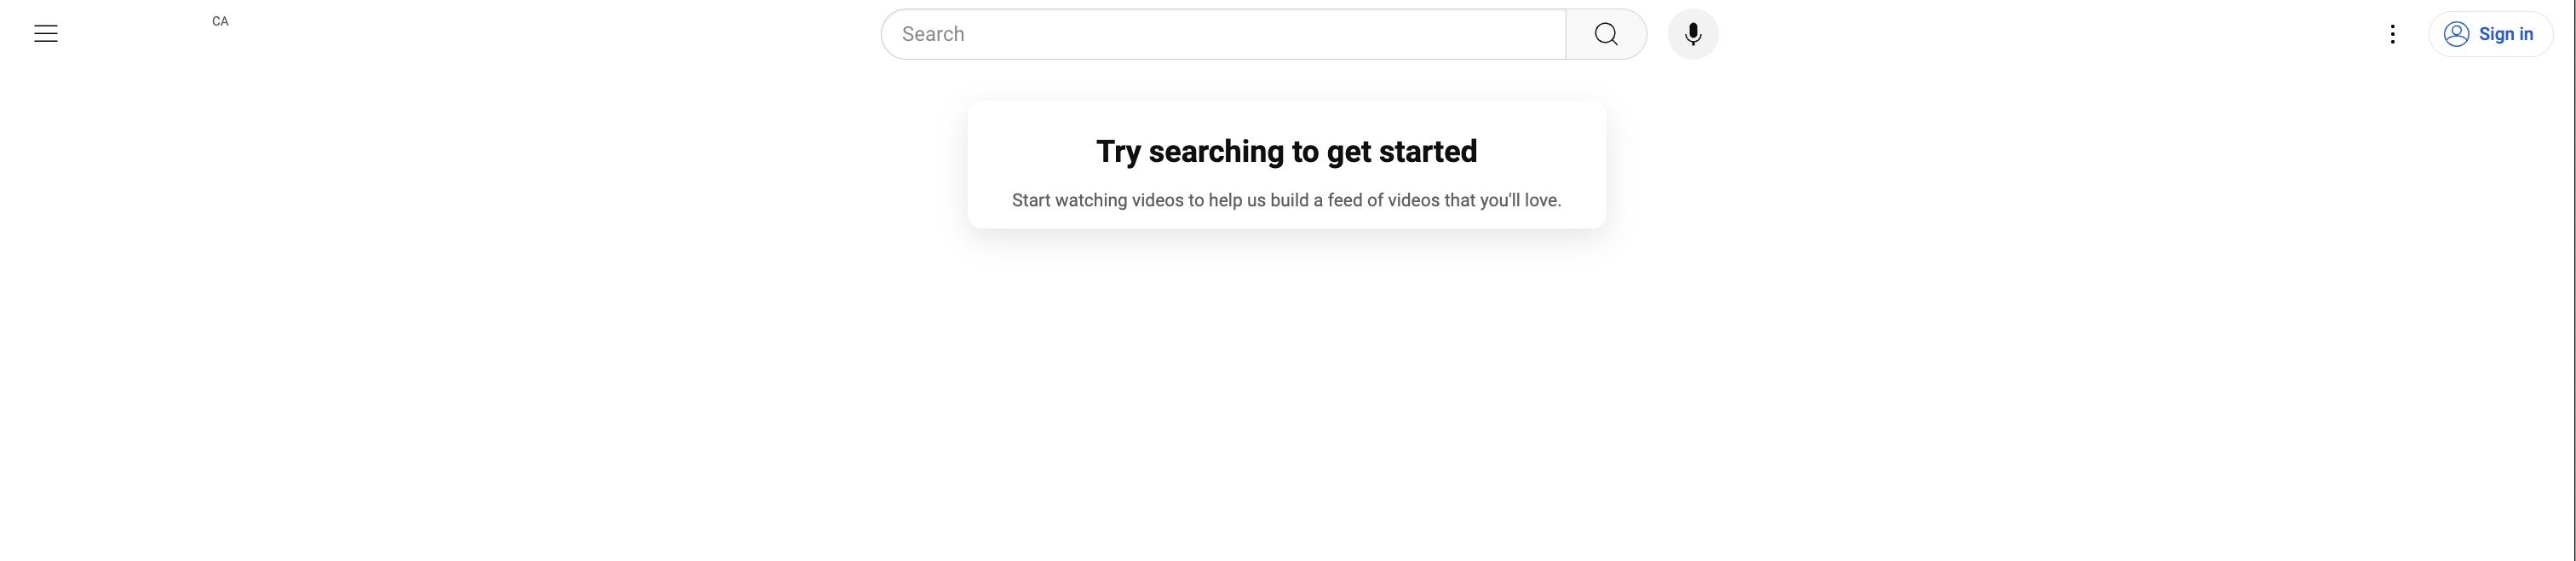 CA
Search
Sign in
Try searching to get started
Start watching videos to help us build a feed of videos that you'll love.